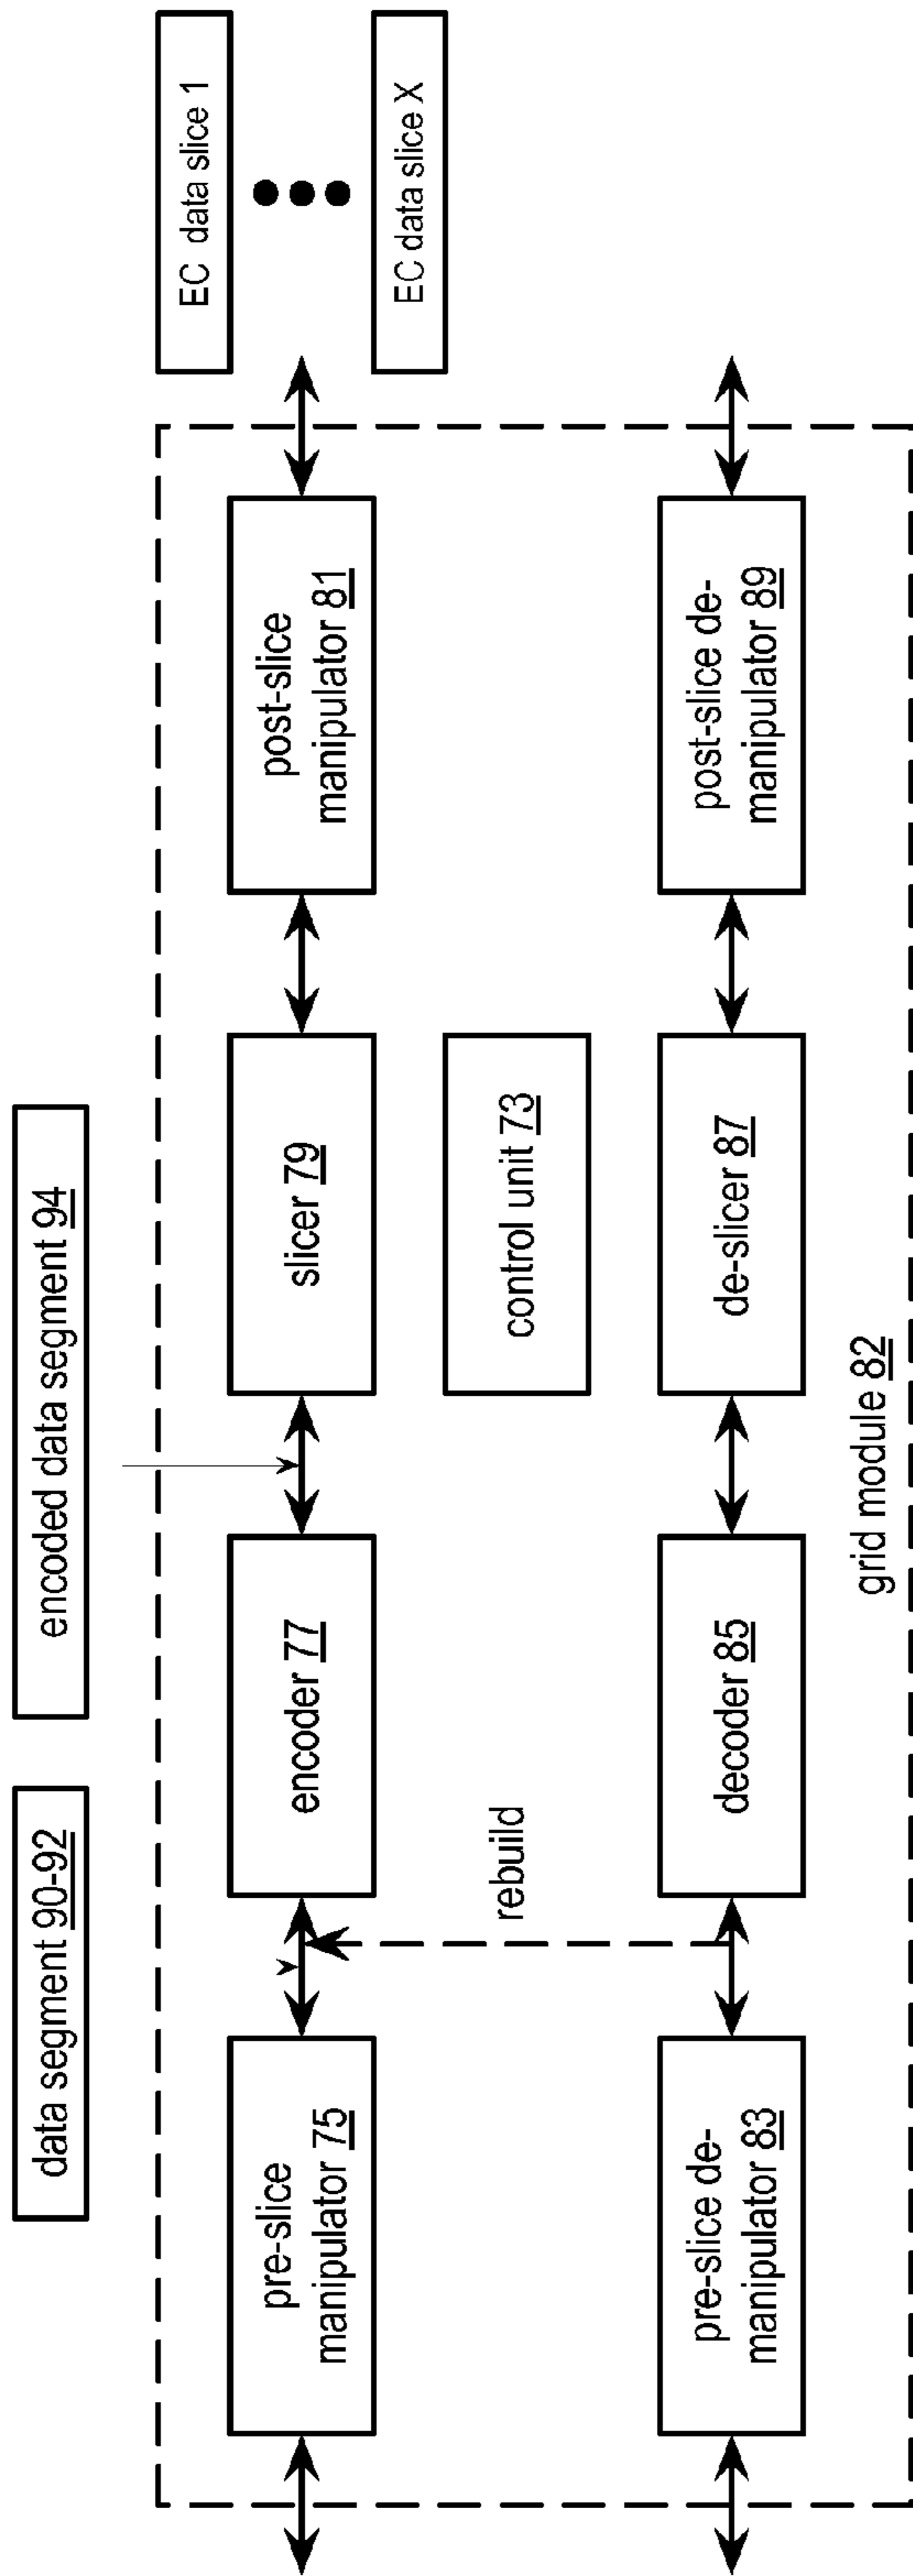 data segment 90-92
encoded data segment 94
EC data slice 1
EC data slice X
pre-slice
manipulator 75
encoder 77
slicer 79
post-slice
manipulator 81
rebuild
control unit 73
pre-slice de-
manipulator 83
decoder 85
de-slicer 87
post-slice de-
manipulator 89
grid module 82